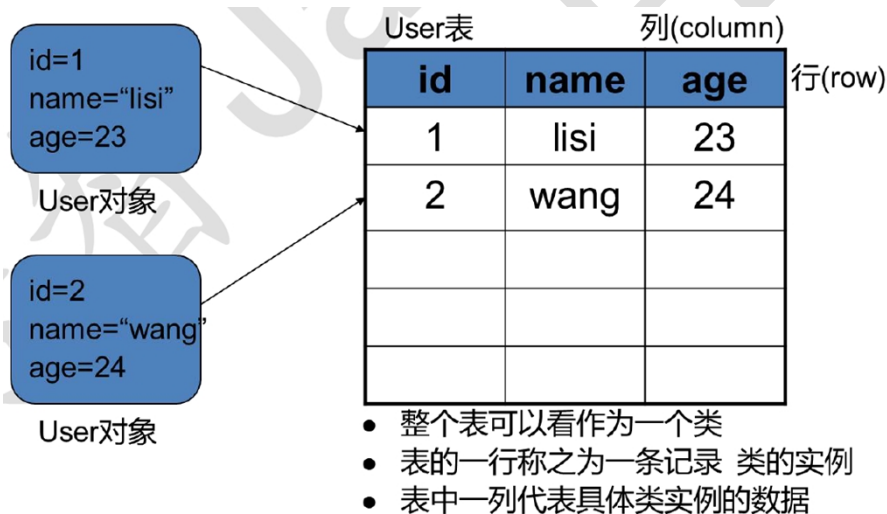 id=1
name=“lisi”
age=23
User对象
id=2
name=“wang”
age=24
User对象
User表 列(column)
id name age 行(row)
1 lisi 23
2 wang 24
● 整个表可以看作为一个类
● 表的一行称之为一条记录 类的实例
● 表中一列代表具体类实例的数据